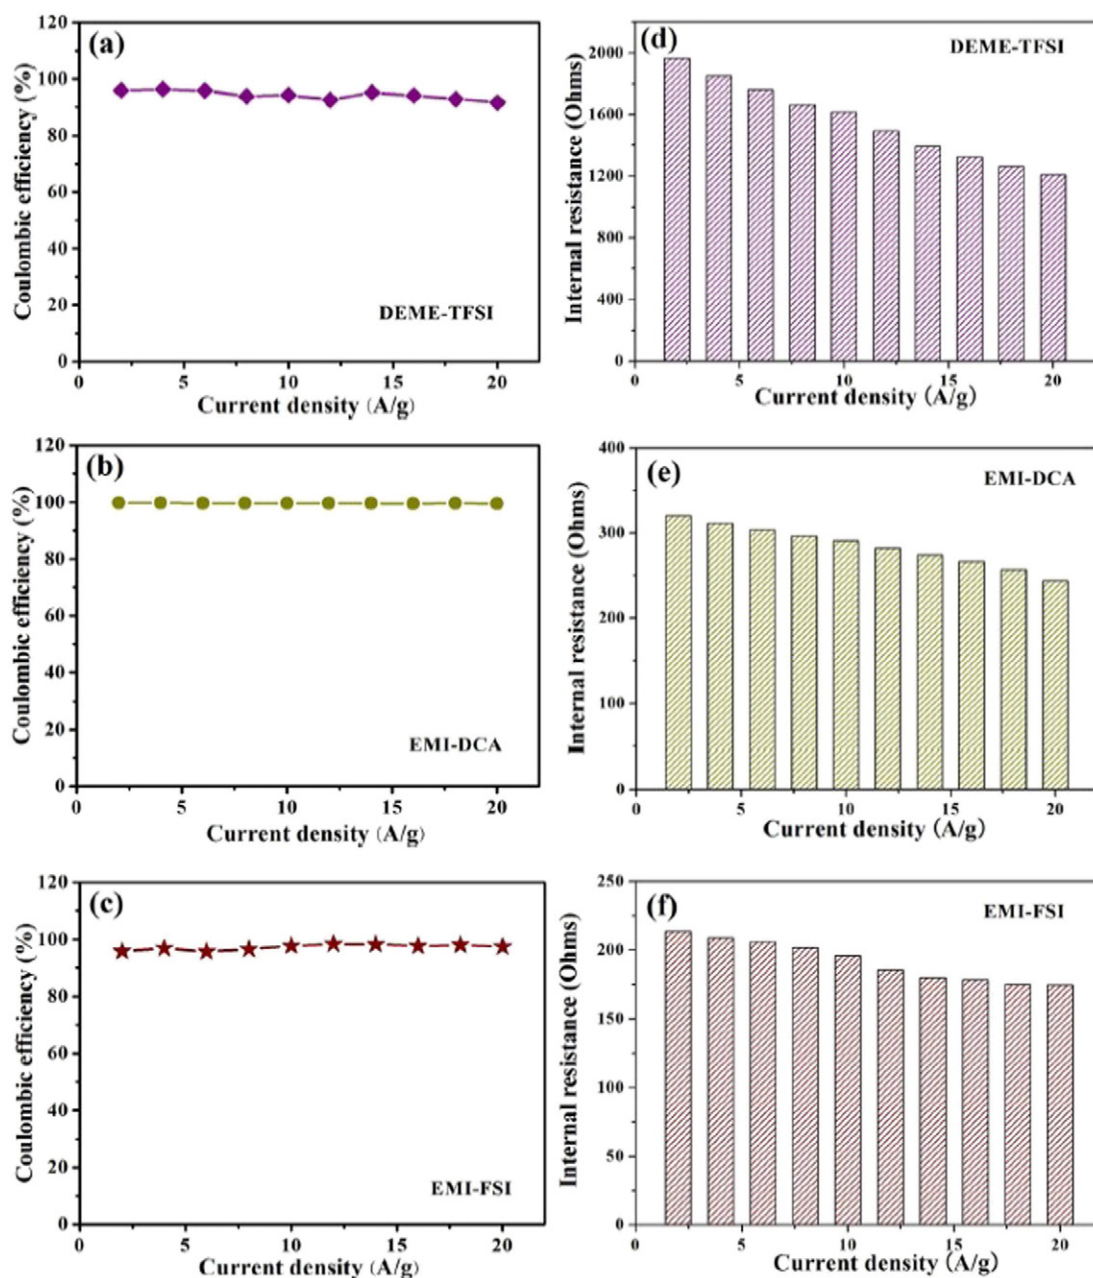 (a)
120
100
80
60
40
20
0
Coulombic efficiency (%)
DEME-TFSI
0 5 10 15 20
Current density (A/g)
(d)
DEME-TFSI
2000
1600
1200
800
400
0
Internal resistance (Ohms)
5 10 15 20
Current density (A/g)
(b)
120
100
80
60
40
20
0
Coulombic efficiency (%)
EMI-DCA
0 5 10 15 20
Current density (A/g)
(e)
EMI-DCA
400
300
200
100
0
Internal resistance (Ohms)
0 5 10 15 20
Current density (A/g)
(c)
120
100
80
60
40
20
0
Coulombic efficiency (%)
EMI-FSI
0 5 10 15 20
Current density (A/g)
(f)
EMI-FSI
250
200
150
100
50
0
Internal resistance (Ohms)
5 10 15 20
Current density (A/g)